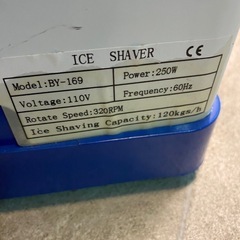 ICE SHAVER CE
Model:BY-169 Power:250W
Voltage:110V Frequency:60Hz
Rotate Speed:320RPM
Ice Shaving Capacity:120kgs/h